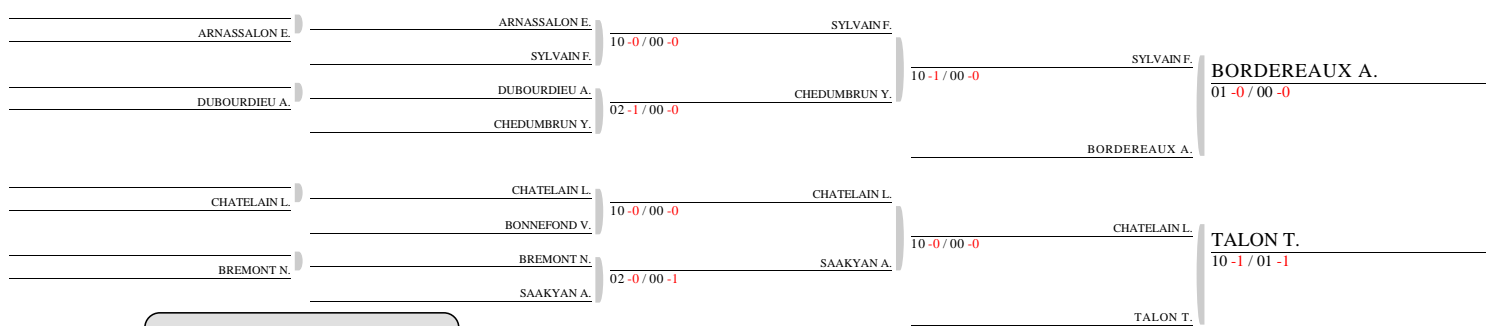 ARNASSALON E.
DUBOURDIEU A.
CHATELAIN L.
BREMONT N.
ARNASSALON E.
SYLVAIN F.
DUBOURDIEU A.
CHEDUMBRUN Y.
CHATELAIN L.
BONNEFOND V.
BREMONT N.
SAAKYAN A.
SYLVAIN F.
10 -0 / 00 -0
CHEDUMBRUN Y.
02 -1 / 00 -0
CHATELAIN L.
10 -0 / 00 -0
SAAKYAN A.
02 -0 / 00 -1
SYLVAIN F.
10 -1 / 00 -0
BORDEREAUX A.
CHATELAIN L.
10 -0 / 00 -0
TALON T.
BORDEREAUX A.
01 -0 / 00 -0
TALON T.
10 -1 / 01 -1